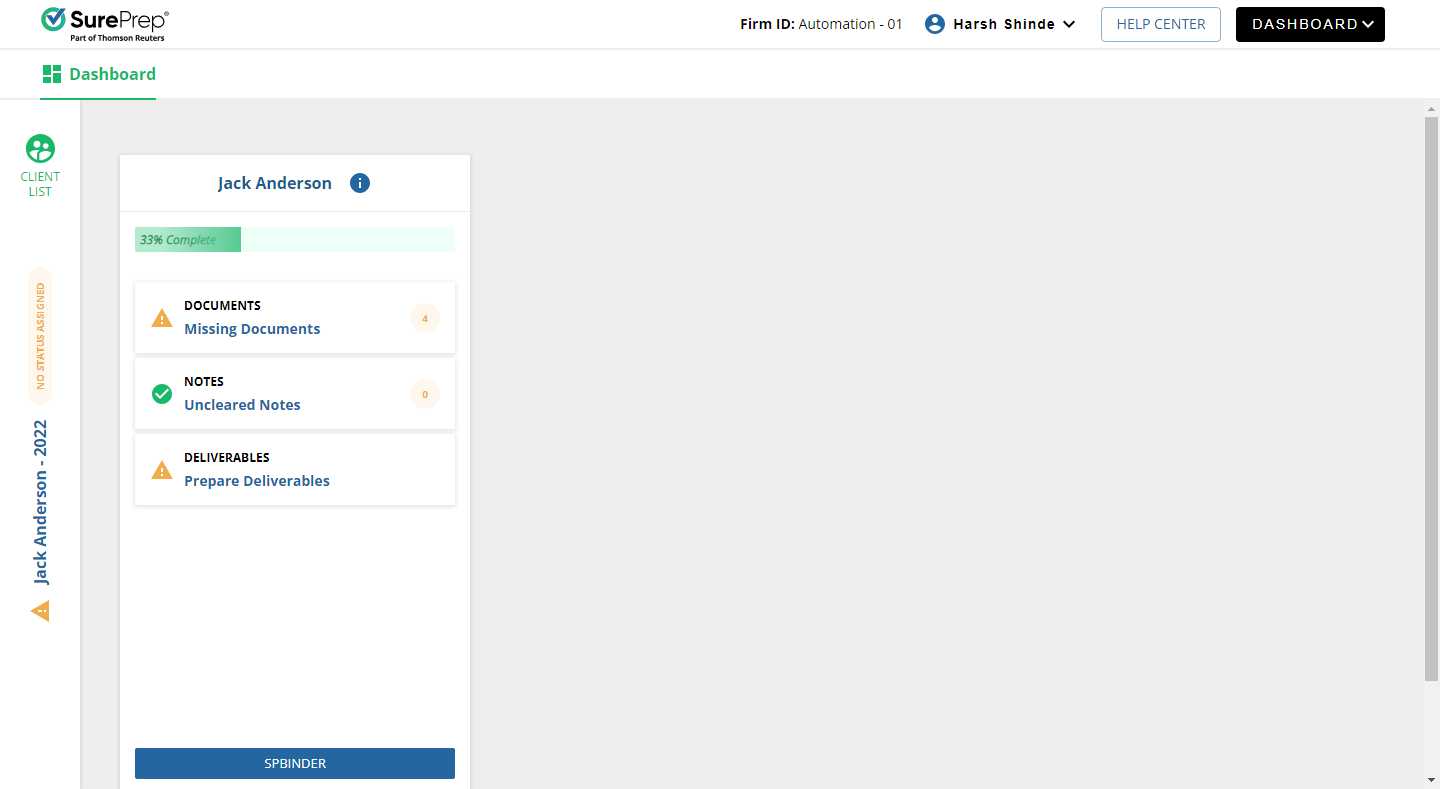 SurePrep®
Part of Thomson Reuters
Firm ID: Automation - 01
Harsh Shinde
HELP CENTER
DASHBOARD
Dashboard
CLIENT
LIST
NO STATUS ASSIGNED
Jack Anderson - 2022
Jack Anderson
33% Complete
DOCUMENTS
Missing Documents
4
NOTES
Uncleared Notes
0
DELIVERABLES
Prepare Deliverables
SPBINDER